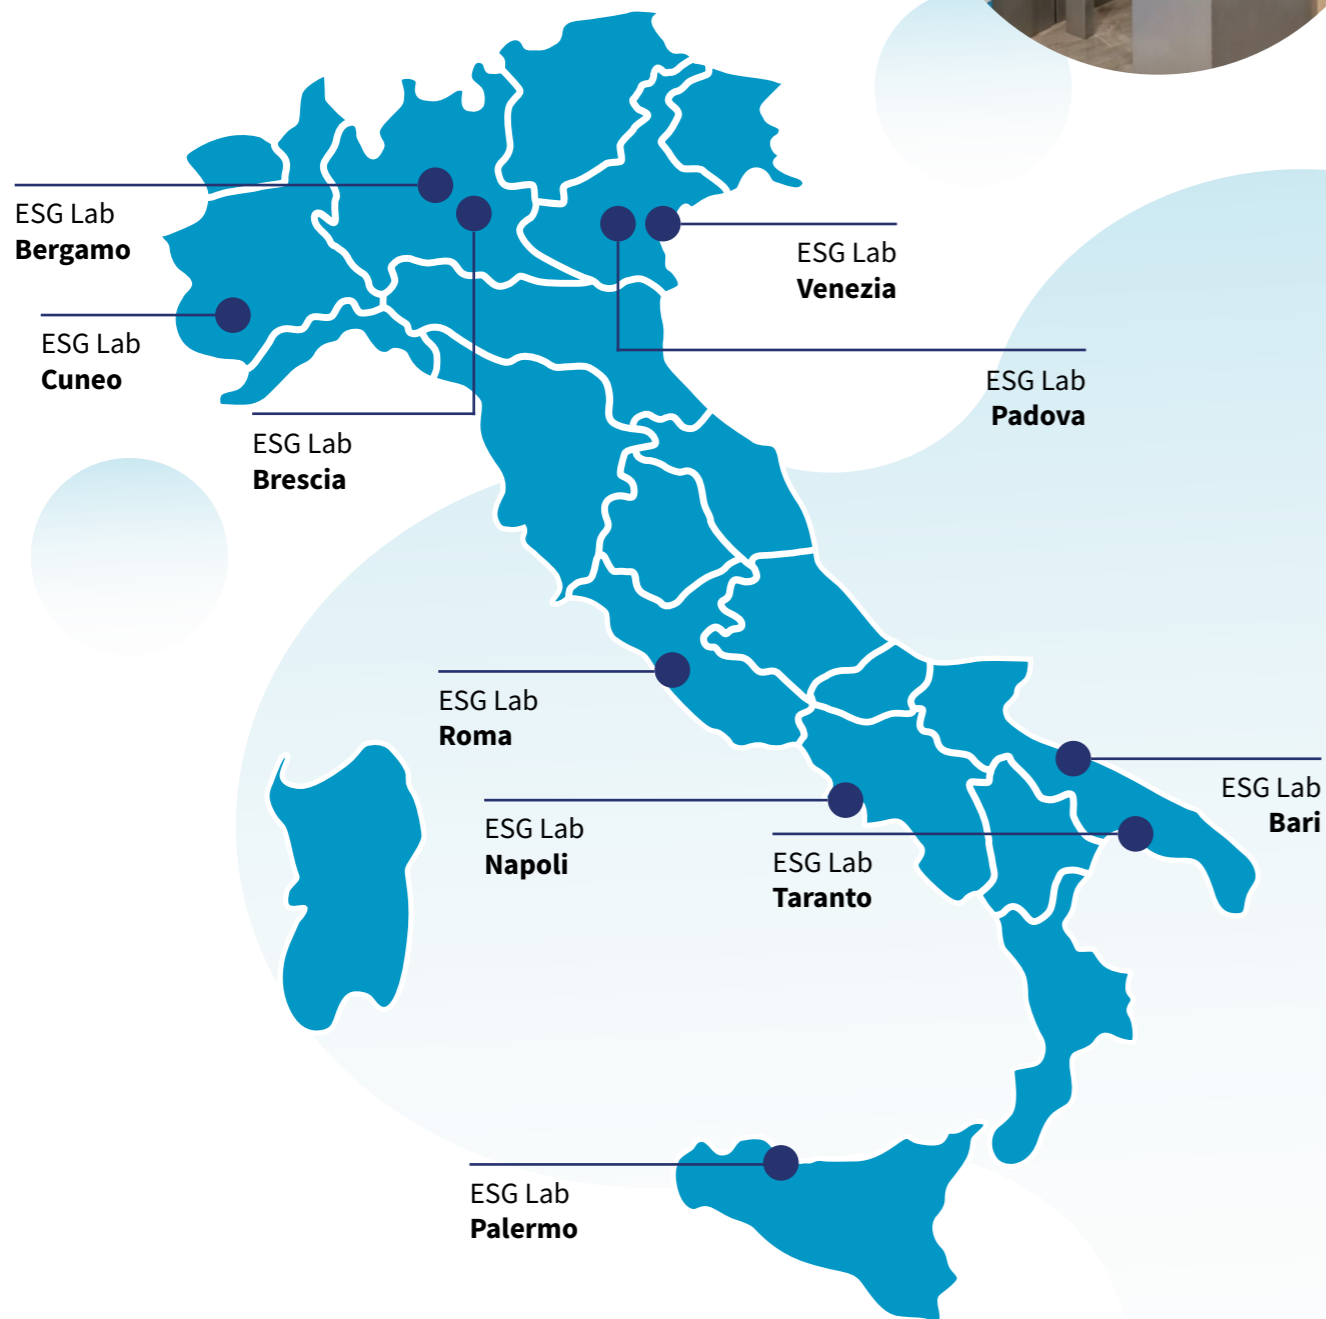 ESG Lab
Bergamo
ESG Lab
Venezia
ESG Lab
Cuneo
ESG Lab
Padova
ESG Lab
Brescia
ESG Lab
Roma
ESG Lab
Bari
ESG Lab
Napoli
ESG Lab
Taranto
ESG Lab
Palermo